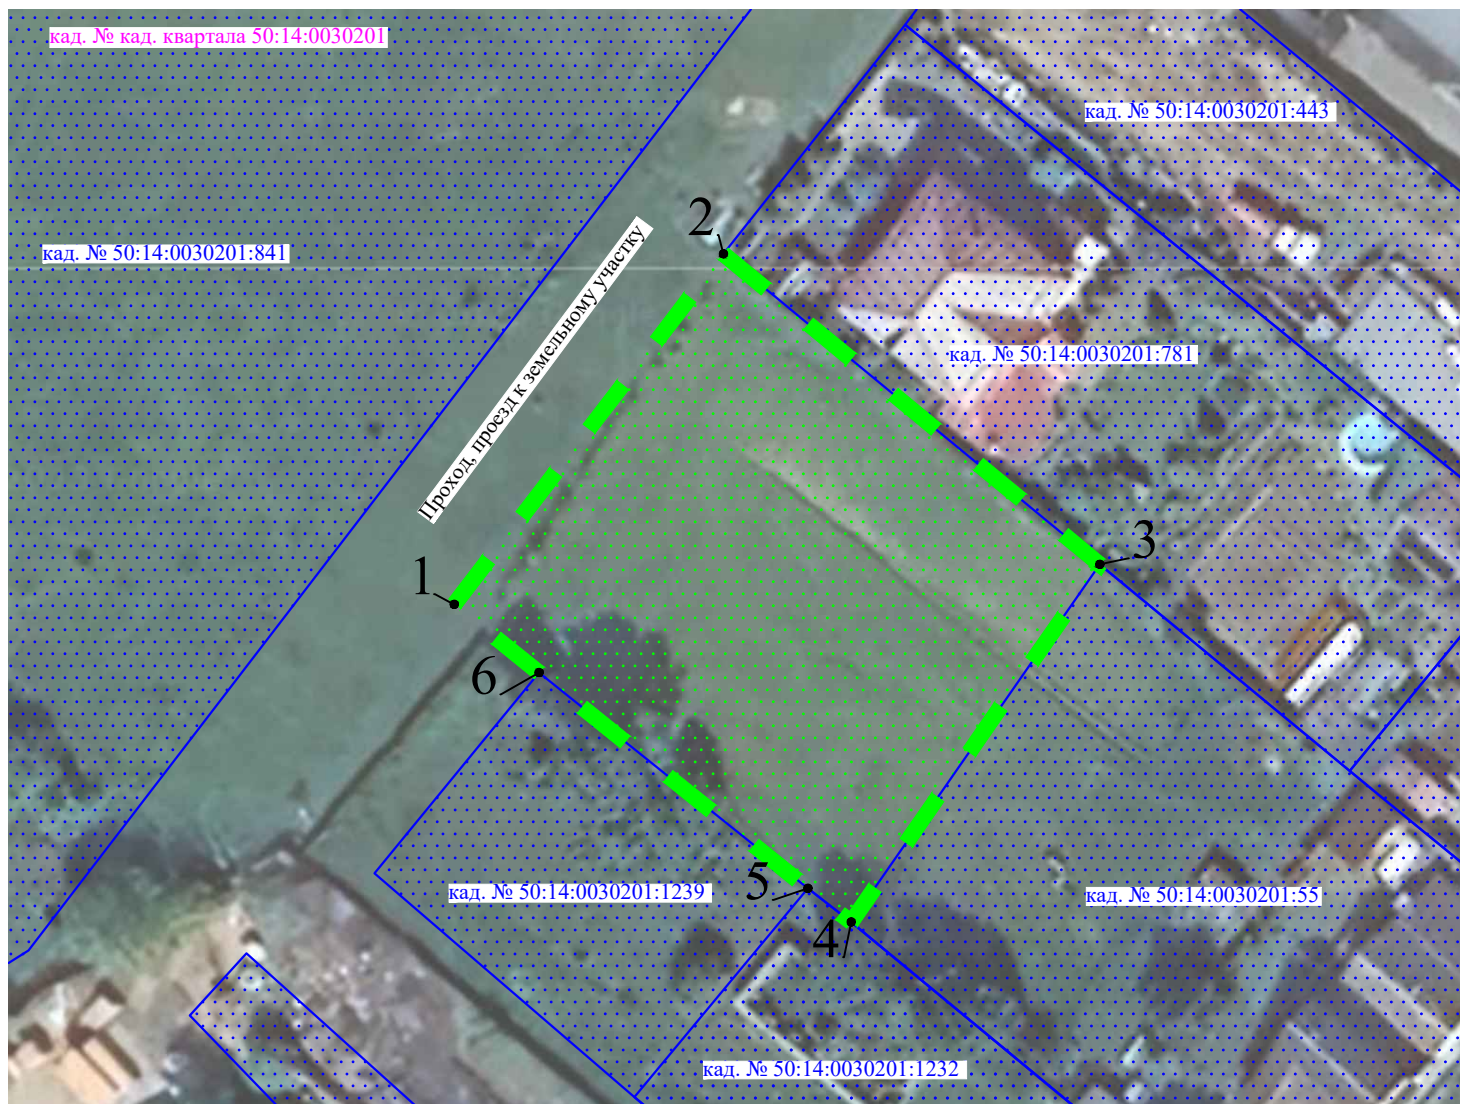 кад. № кад. квартала 50:14:0030201
кад. № 50:14:0030201:443
2
кад. № 50:14:0030201:841
Проход, проезд к земельному участку
кад. № 50:14:0030201:781
3
1
6
5
кад. № 50:14:0030201:1239
кад. № 50:14:0030201:55
4
кад. № 50:14:0030201:1232